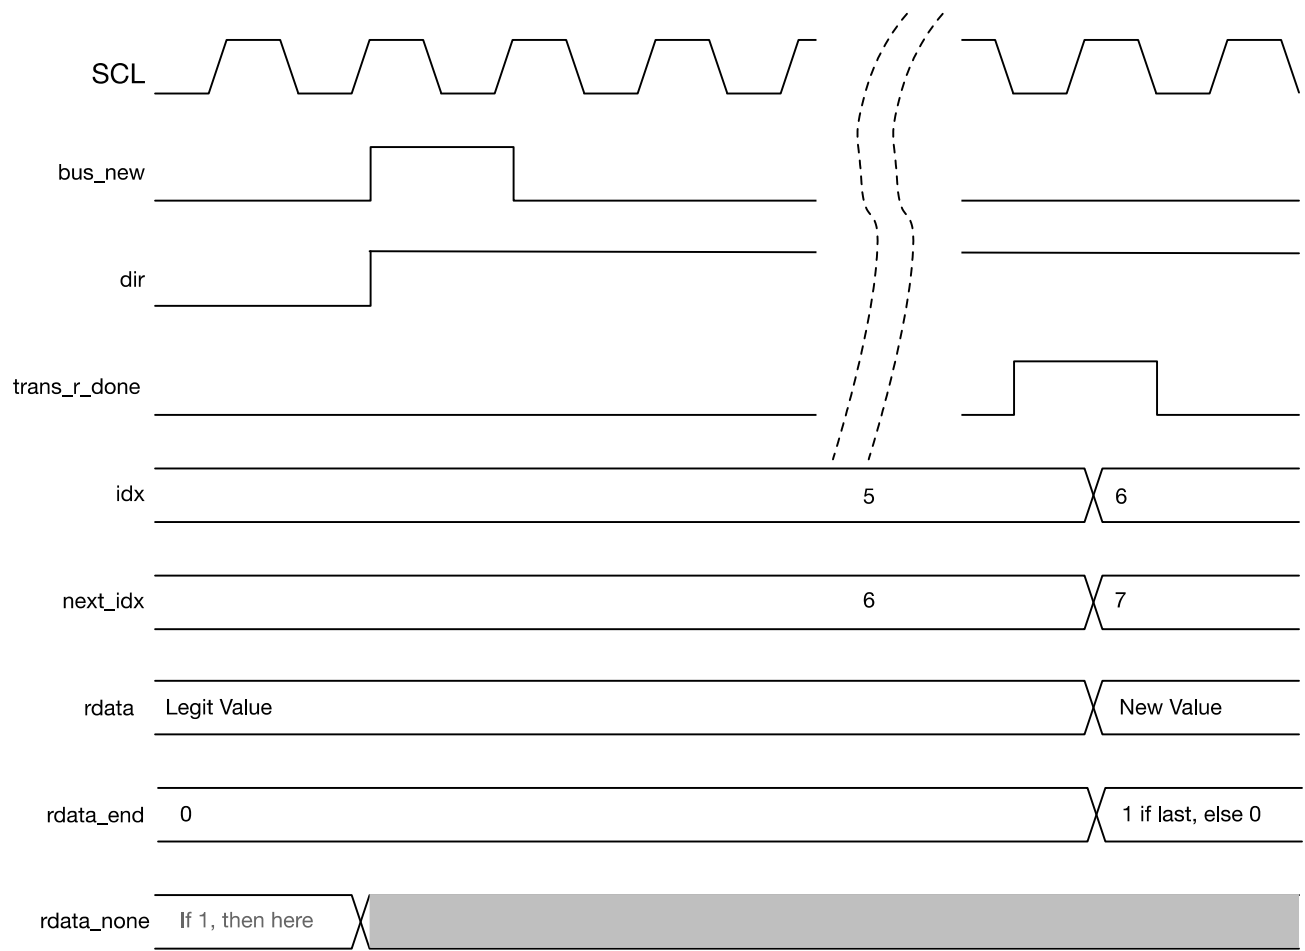 SCL
bus_new
dir
trans_r_done
idx 5 6
next_idx 6 7
rdata Legit Value New Value
rdata_end 0 1 if last, else 0
rdata_none If 1, then here